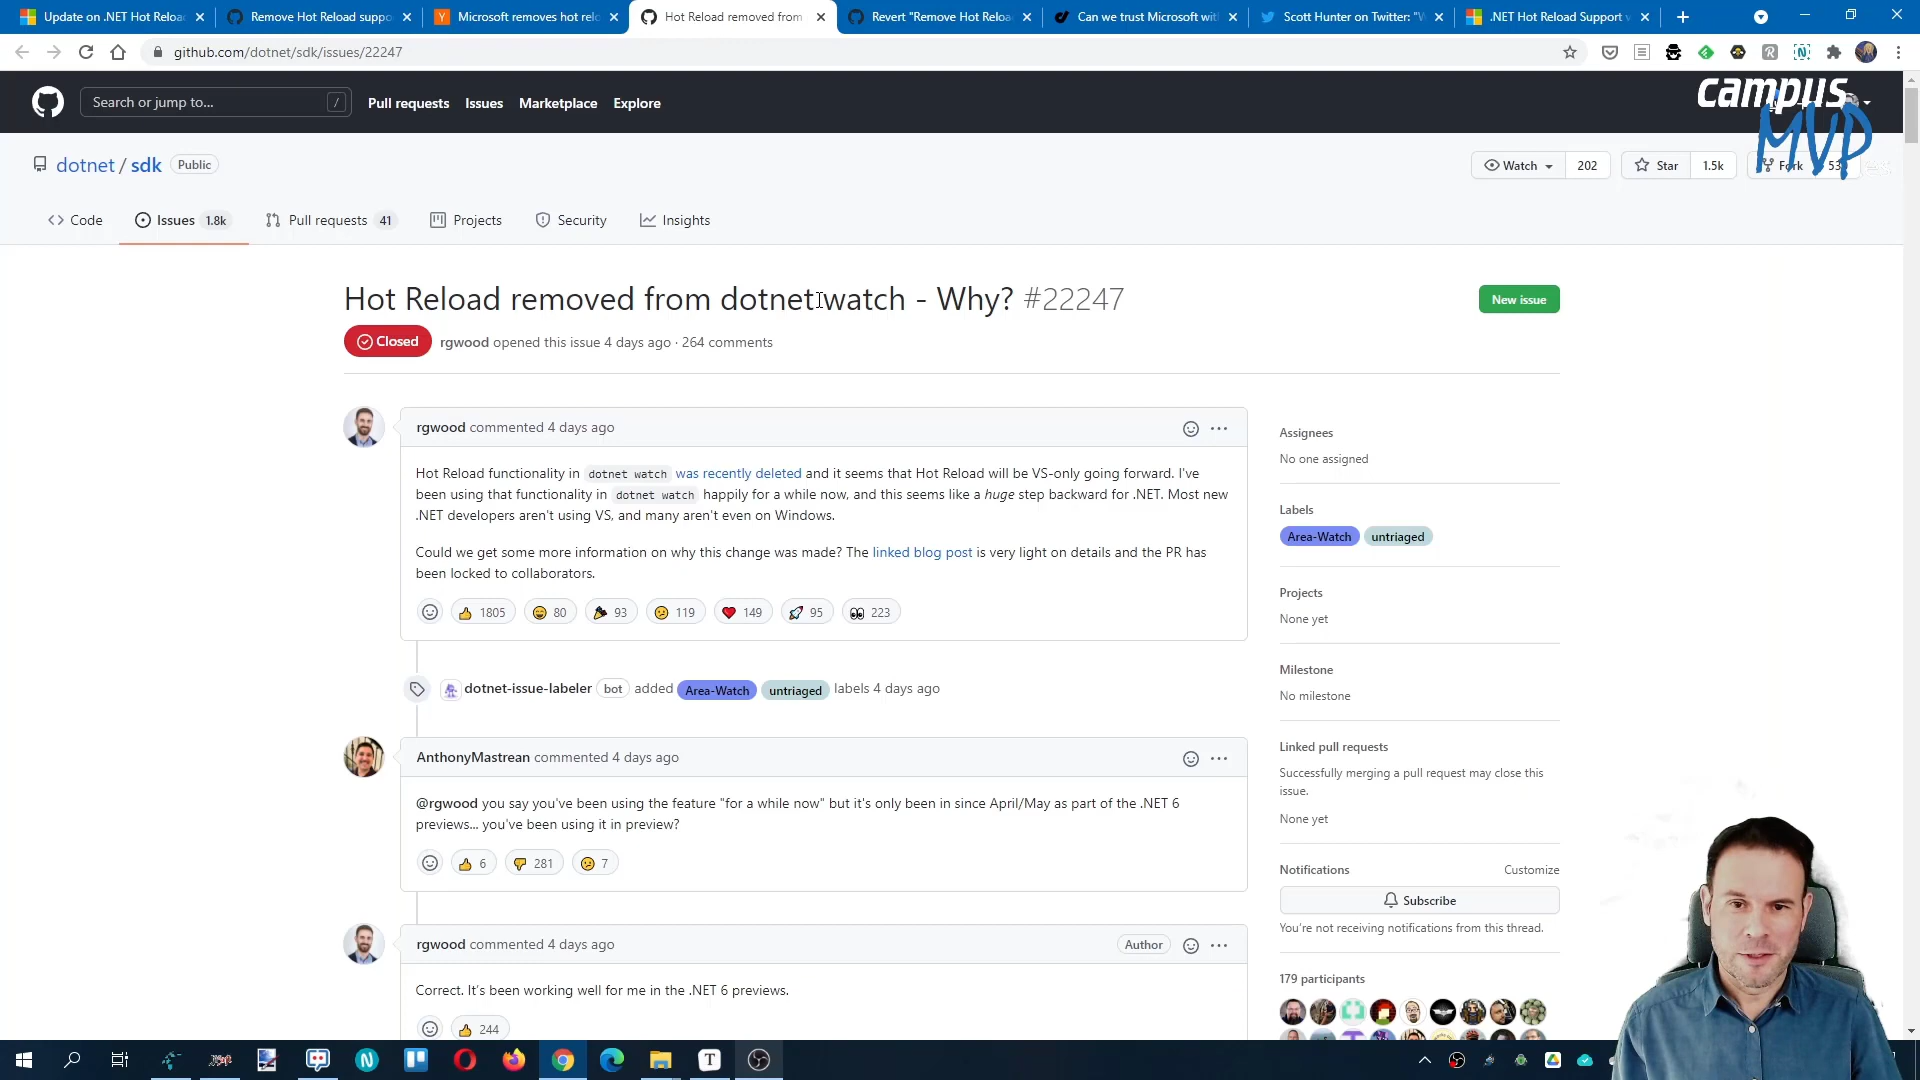 Update on .NET Hot Reload
Remove Hot Reload suppo
Microsoft removes hot relo
Hot Reload removed from
Revert "Remove Hot Reloa
Can we trust Microsoft wit
Scott Hunter on Twitter: "W
.NET Hot Reload Support v
github.com/dotnet/sdk/issues/22247
Search or jump to...
/
Pull requests
Issues
Marketplace
Explore
campus
MVP
dotnet / sdk
Public
Watch
202
Star
1.5k
Fork
53
Code
Issues 1.8k
Pull requests 41
Projects
Security
Insights
Hot Reload removed from dotnet watch - Why? #22247
New issue
Closed
rgwood opened this issue 4 days ago · 264 comments
rgwood commented 4 days ago
Hot Reload functionality in dotnet watch was recently deleted and it seems that Hot Reload will be VS-only going forward. I've
been using that functionality in dotnet watch happily for a while now, and this seems like a huge step backward for .NET. Most new
.NET developers aren't using VS, and many aren't even on Windows.
Could we get some more information on why this change was made? The linked blog post is very light on details and the PR has
been locked to collaborators.
1805
80
93
119
149
95
223
dotnet-issue-labeler bot added Area-Watch untriaged labels 4 days ago
AnthonyMastrean commented 4 days ago
@rgwood you say you've been using the feature "for a while now" but it's only been in since April/May as part of the .NET 6
previews... you've been using it in preview?
6
281
7
rgwood commented 4 days ago
Author
Correct. It's been working well for me in the .NET 6 previews.
244
Assignees
No one assigned
Labels
Area-Watch
untriaged
Projects
None yet
Milestone
No milestone
Linked pull requests
Successfully merging a pull request may close this
issue.
None yet
Notifications
Customize
Subscribe
You're not receiving notifications from this thread.
179 participants